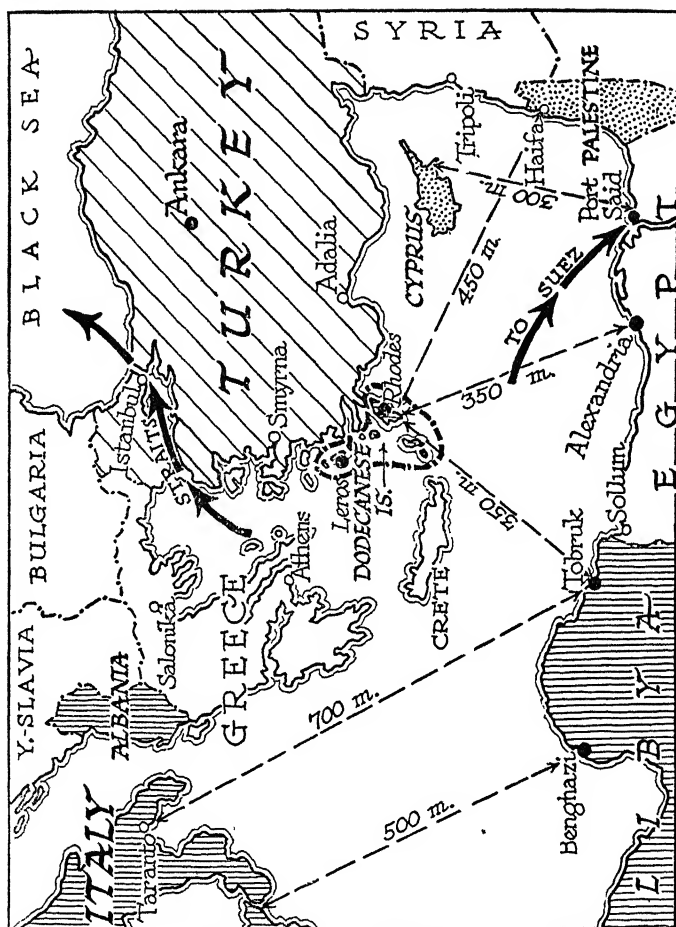 Y.-SLAVIA
BULGARIA
BLACK SEA
ITALY
Taranto
ALBANIA
Salonika
Istanbul
STRAITS
Ankara
TURKEY
GREECE
Athens
Smyrna
Adalia
SYRIA
Leros
DODECANESE
IS.
Rhodes
CRETE
CYPRUS
Tripoli
Haifa
PALESTINE
700 m.
500 m.
350 m.
350 m.
450 m.
300 m.
TO SUEZ
Port
Said
Benghazi
Tobruk
Sollum
Alexandria
LIBYA
EGYPT